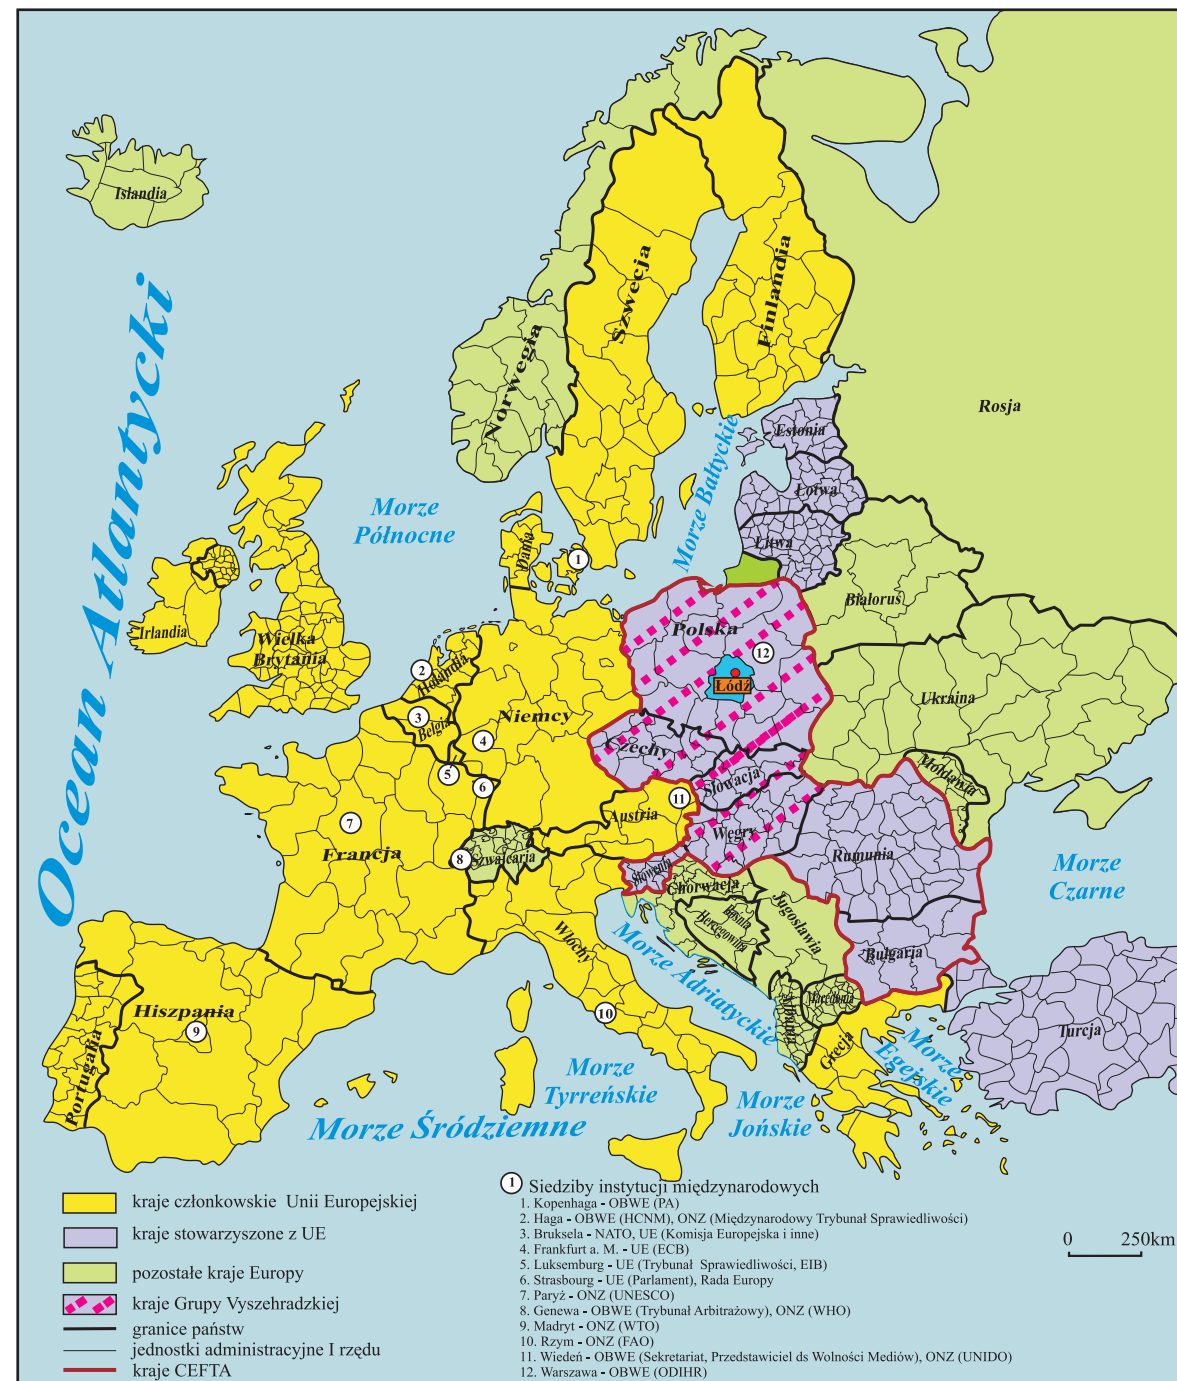 Islandia
Ocean Atlantycki
Norwegia
Szwecja
Finlandia
Rosja
Morze
Północne
Morze Bałtyckie
Estonia
Łotwa
Litwa
Białoruś
Dania
1
Irlandia
Wielka
Brytania
2
Holandia
3
Belgia
Niemcy
4
5
6
Polska
12
Łódź
Ukraina
Czechy
Słowacja
Mołdawia
7
Francja
8
Szwajcaria
Austria
11
Węgry
Rumunia
Morze
Czarne
Słowenia
Chorwacja
Bośnia
Hercegowina
Jugosławia
Bułgaria
Włochy
Morze Adriatyckie
Albania
Macedonia
Grecja
Turcja
Hiszpania
9
Portugalia
10
Morze
Tyrreńskie
Morze
Jońskie
Morze
Egejskie
Morze Śródziemne
kraje członkowskie Unii Europejskiej
kraje stowarzyszone z UE
pozostałe kraje Europy
kraje Grupy Vyszehradzkiej
granice państw
jednostki administracyjne I rzędu
kraje CEFTA
1 Siedziby instytucji międzynarodowych
1. Kopenhaga - OBWE (PA)
2. Haga - OBWE (HCNM), ONZ (Międzynarodowy Trybunał Sprawiedliwości)
3. Bruksela - NATO, UE (Komisja Europejska i inne)
4. Frankfurt a. M. - UE (ECB)
5. Luksemburg - UE (Trybunał Sprawiedliwości, EIB)
6. Strasbourg - UE (Parlament), Rada Europy
7. Paryż - ONZ (UNESCO)
8. Genewa - OBWE (Trybunał Arbitrażowy), ONZ (WHO)
9. Madryt - ONZ (WTO)
10. Rzym - ONZ (FAO)
11. Wiedeń - OBWE (Sekretariat, Przedstawiciel ds Wolności Mediów), ONZ (UNIDO)
12. Warszawa - OBWE (ODIHR)
0 250km